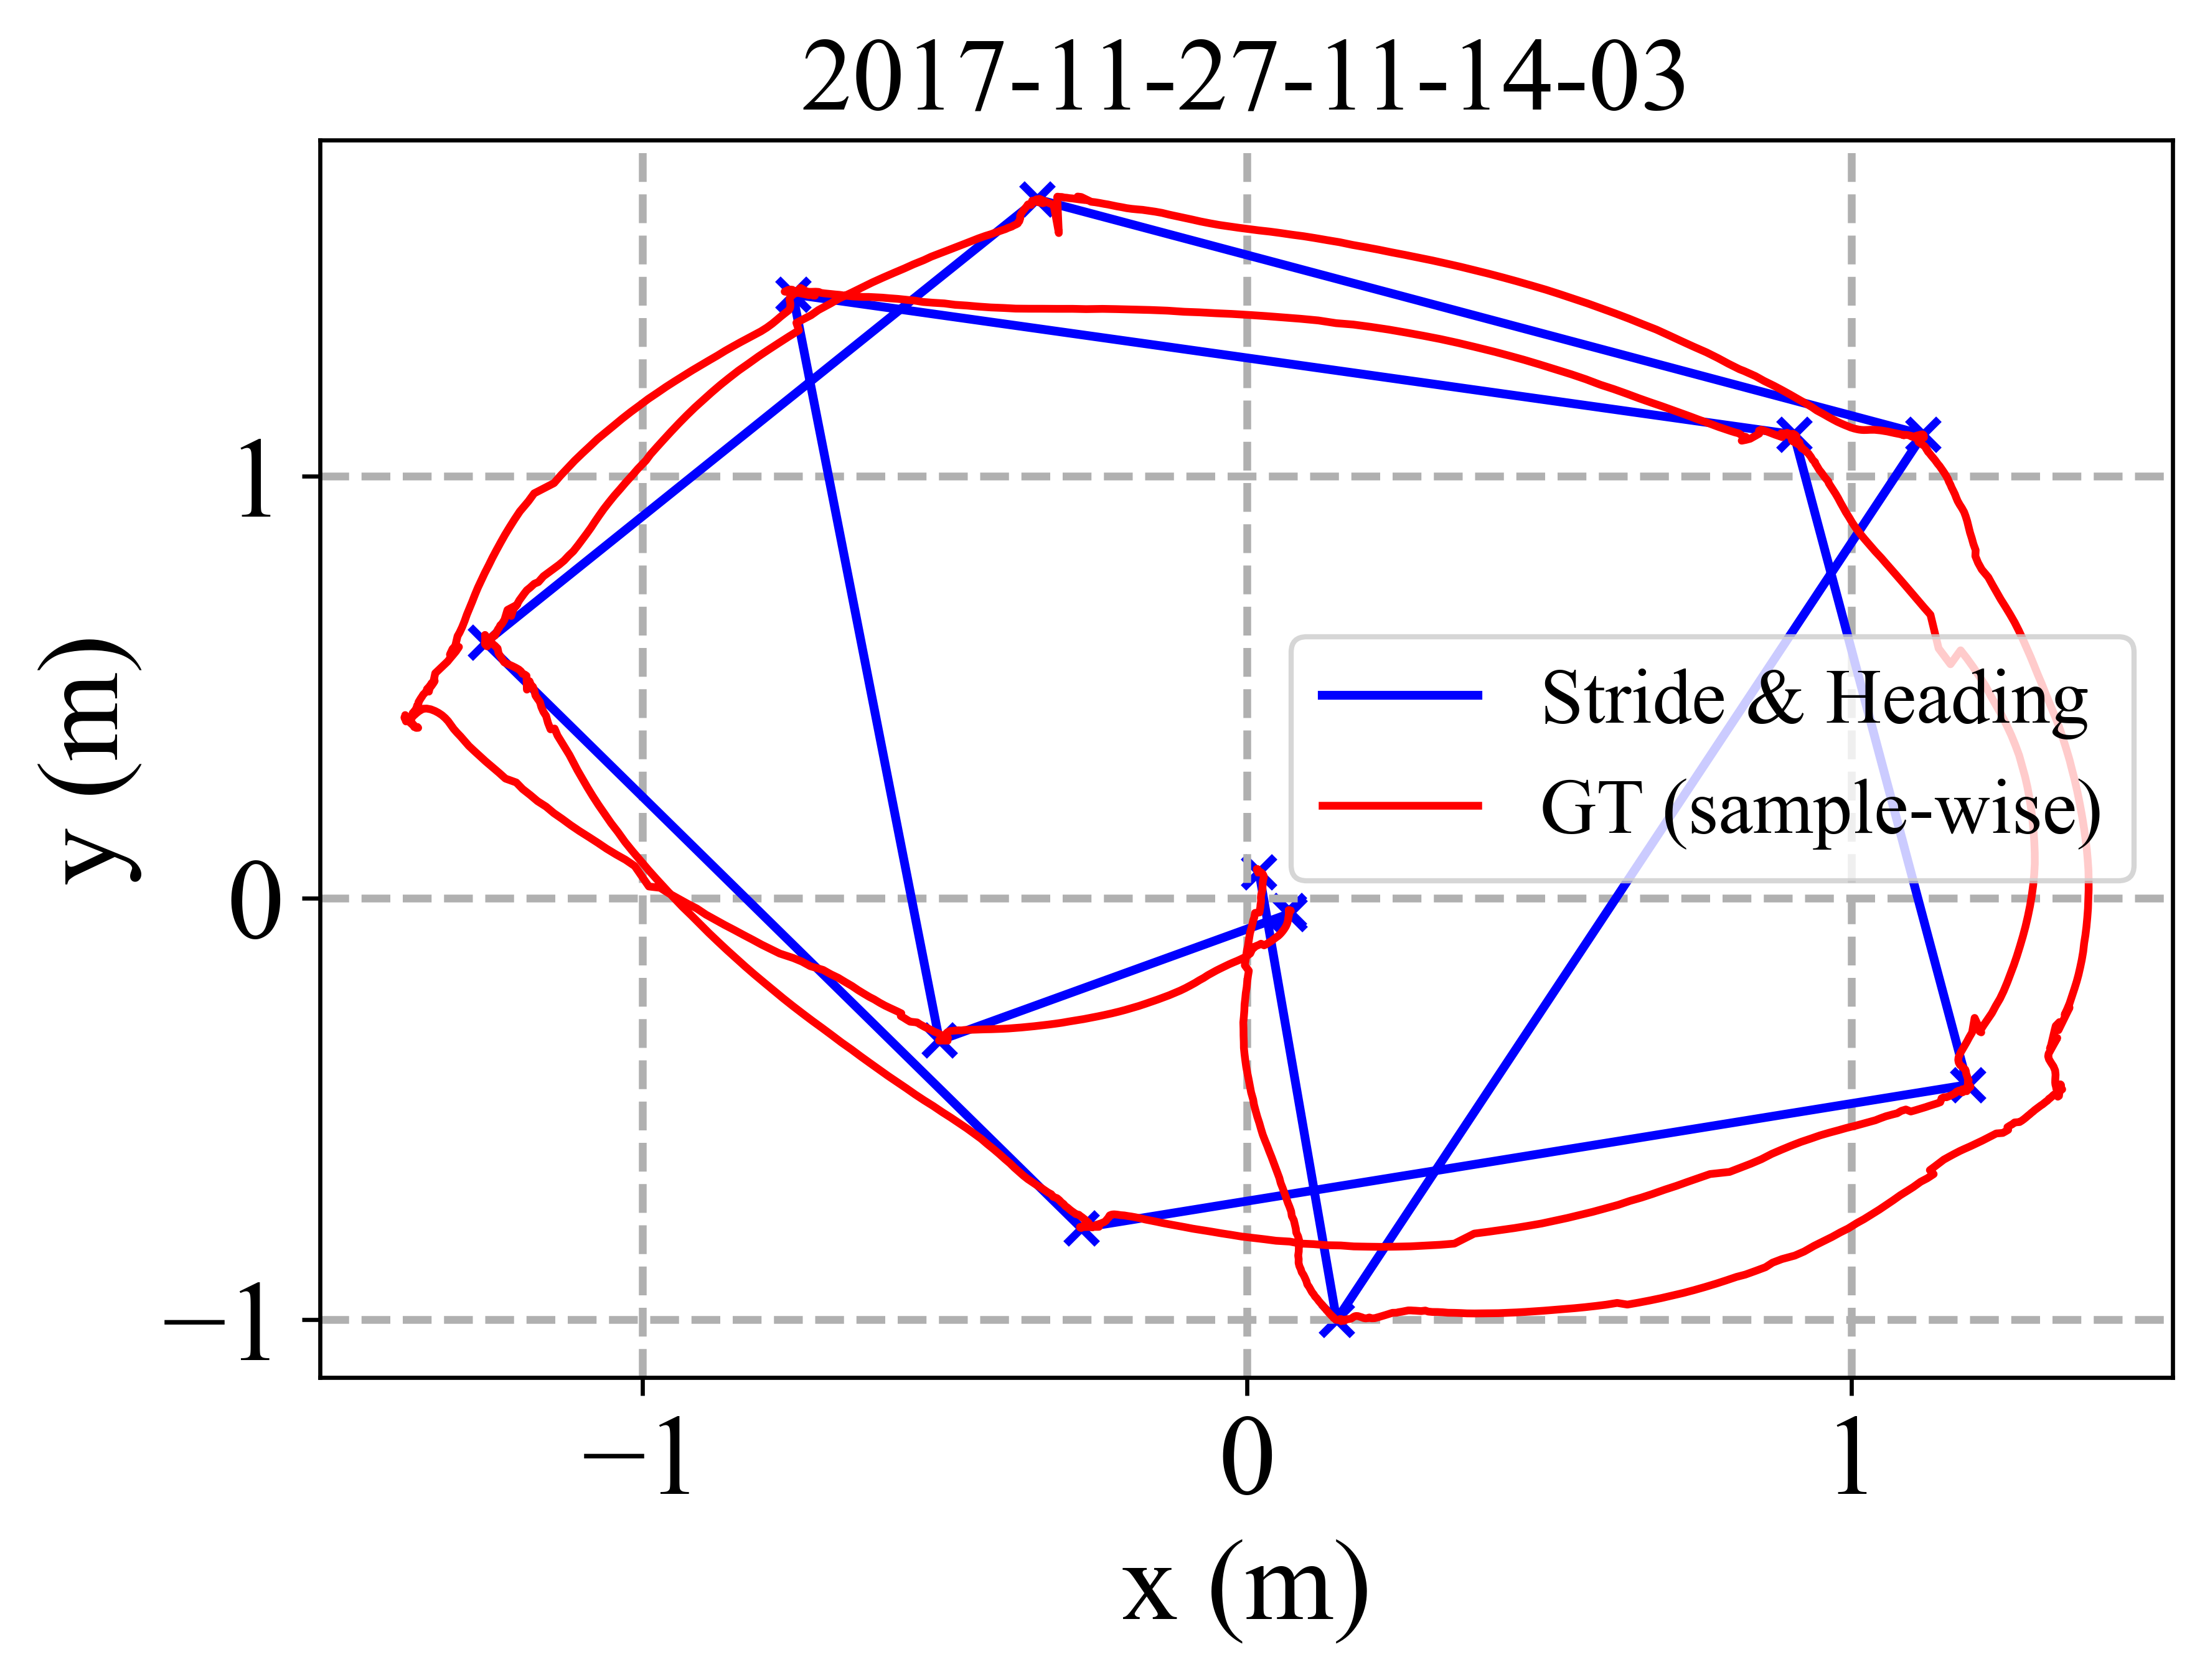 2017-11-27-11-14-03
y (m)
1
0
−1
Stride & Heading
GT (sample-wise)
−1 0 1
x (m)